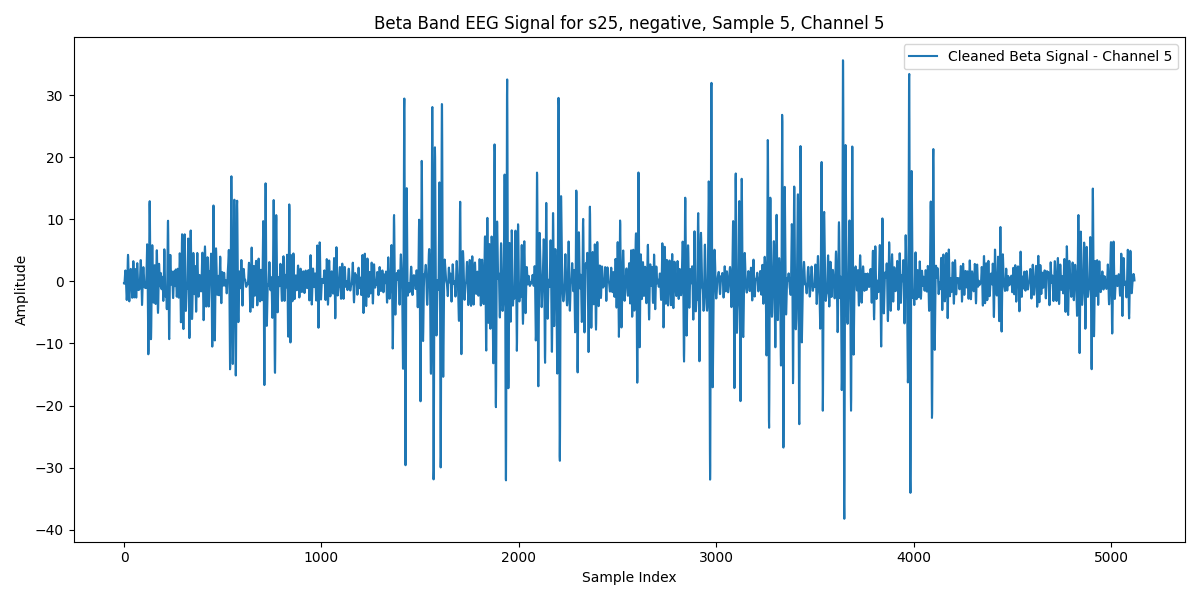 Beta Band EEG Signal for s25, negative, Sample 5, Channel 5
Cleaned Beta Signal - Channel 5
30
20
10
0
−10
−20
−30
−40
Amplitude
0 1000 2000 3000 4000 5000
Sample Index